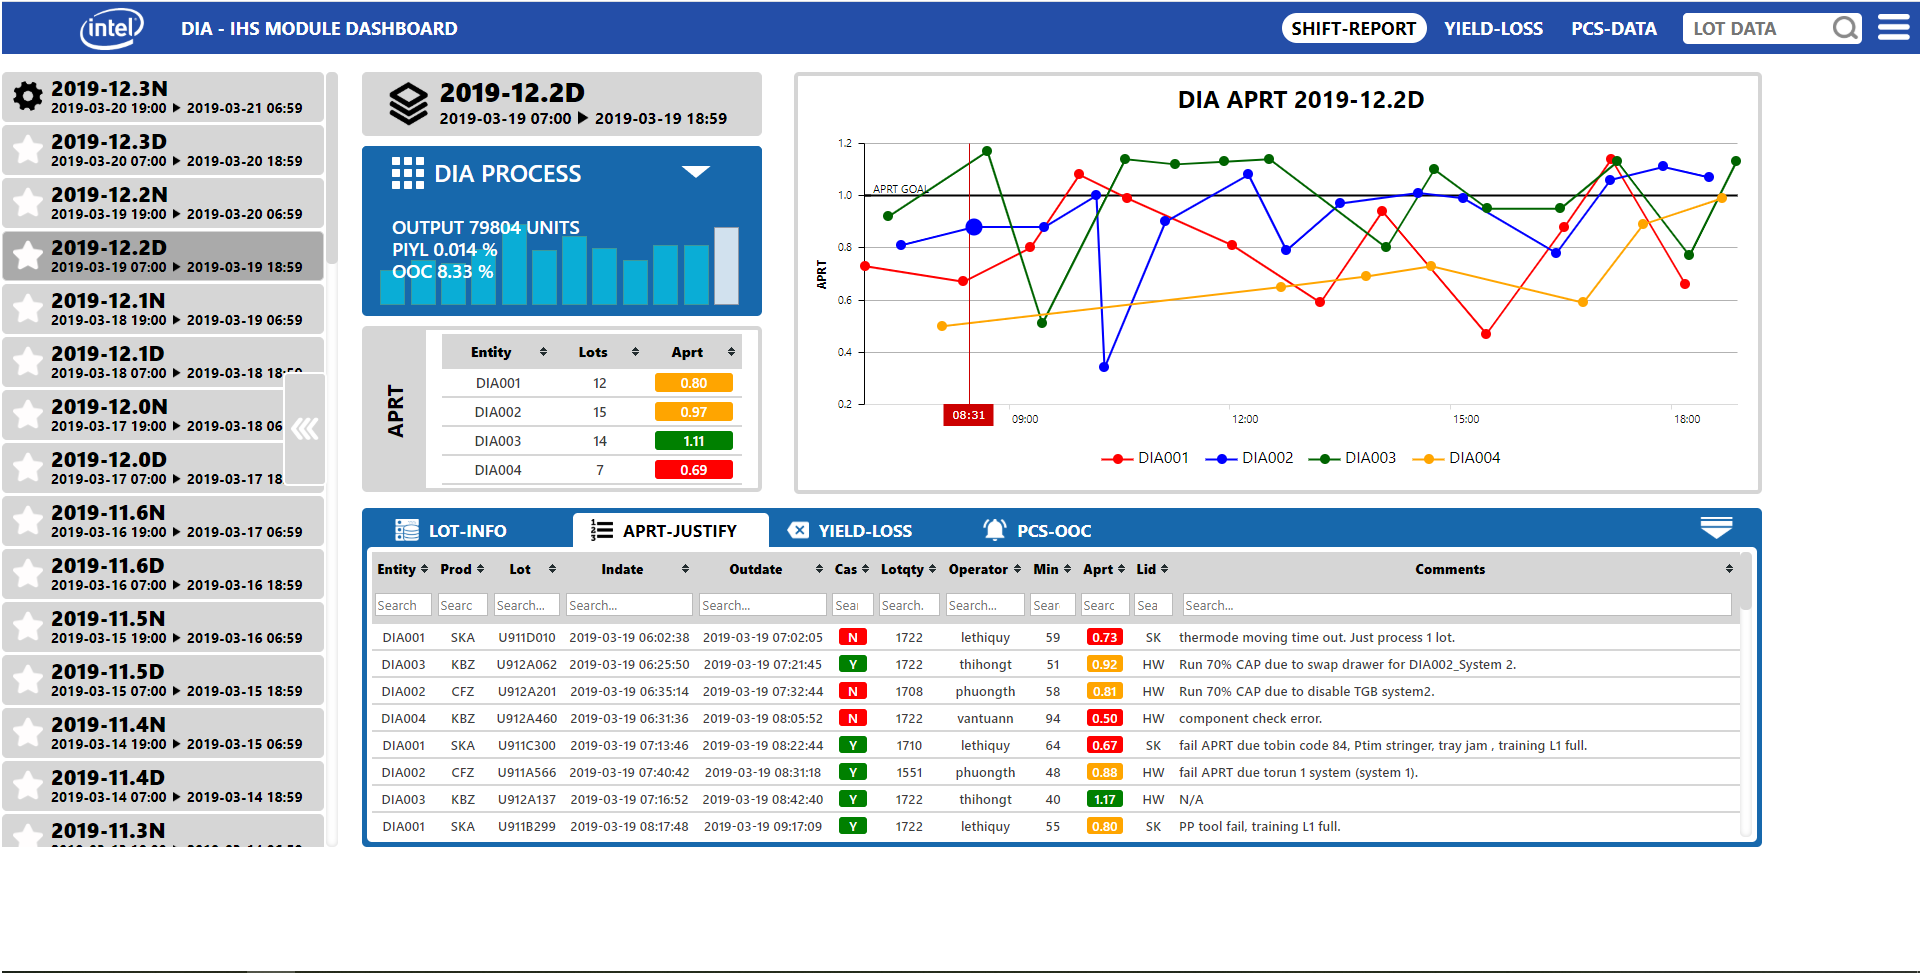 intel
DIA - IHS MODULE DASHBOARD
SHIFT-REPORT
YIELD-LOSS
PCS-DATA
LOT DATA
2019-12.3N
2019-03-20 19:00 ▶ 2019-03-21 06:59
2019-12.3D
2019-03-20 07:00 ▶ 2019-03-20 18:59
2019-12.2N
2019-03-19 19:00 ▶ 2019-03-20 06:59
2019-12.2D
2019-03-19 07:00 ▶ 2019-03-19 18:59
2019-12.1N
2019-03-18 19:00 ▶ 2019-03-19 06:59
2019-12.1D
2019-03-18 07:00 ▶ 2019-03-18 18:
2019-12.0N
2019-03-17 19:00 ▶ 2019-03-18 06
2019-12.0D
2019-03-17 07:00 ▶ 2019-03-17 18
2019-11.6N
2019-03-16 19:00 ▶ 2019-03-17 06:59
2019-11.6D
2019-03-16 07:00 ▶ 2019-03-16 18:59
2019-11.5N
2019-03-15 19:00 ▶ 2019-03-16 06:59
2019-11.5D
2019-03-15 07:00 ▶ 2019-03-15 18:59
2019-11.4N
2019-03-14 19:00 ▶ 2019-03-15 06:59
2019-11.4D
2019-03-14 07:00 ▶ 2019-03-14 18:59
2019-11.3N
2019-12.2D
2019-03-19 07:00 ▶ 2019-03-19 18:59
DIA PROCESS
OUTPUT 79804 UNITS
PIYL 0.014 %
OOC 8.33 %
APRT
Entity Lots Aprt
DIA001 12 0.80
DIA002 15 0.97
DIA003 14 1.11
DIA004 7 0.69
DIA APRT 2019-12.2D
APRT
1.2
1.0
0.8
0.6
0.4
0.2
APRT GOAL
08:31
09:00
12:00
15:00
18:00
DIA001 DIA002 DIA003 DIA004
LOT-INFO
APRT-JUSTIFY
YIELD-LOSS
PCS-OOC
Entity Prod Lot Indate Outdate Cas Lotqty Operator Min Aprt Lid Comments
Search Searc Search... Search... Search... Sear Search. Search... Sear Searc Sea Search...
DIA001 SKA U911D010 2019-03-19 06:02:38 2019-03-19 07:02:05 N 1722 lethiquy 59 0.73 SK thermode moving time out. Just process 1 lot.
DIA003 KBZ U912A062 2019-03-19 06:25:50 2019-03-19 07:21:45 Y 1722 thihongt 51 0.92 HW Run 70% CAP due to swap drawer for DIA002_System 2.
DIA002 CFZ U912A201 2019-03-19 06:35:14 2019-03-19 07:32:44 N 1708 phuongth 58 0.81 HW Run 70% CAP due to disable TGB system2.
DIA004 KBZ U912A460 2019-03-19 06:31:36 2019-03-19 08:05:52 N 1722 vantuann 94 0.50 HW component check error.
DIA001 SKA U911C300 2019-03-19 07:13:46 2019-03-19 08:22:44 Y 1710 lethiquy 64 0.67 SK fail APRT due tobin code 84, Ptim stringer, tray jam , training L1 full.
DIA002 CFZ U911A566 2019-03-19 07:40:42 2019-03-19 08:31:18 Y 1551 phuongth 48 0.88 HW fail APRT due torun 1 system (system 1).
DIA003 KBZ U912A137 2019-03-19 07:16:52 2019-03-19 08:42:40 Y 1722 thihongt 40 1.17 HW N/A
DIA001 SKA U911B299 2019-03-19 08:17:48 2019-03-19 09:17:09 Y 1722 lethiquy 55 0.80 SK PP tool fail, training L1 full.